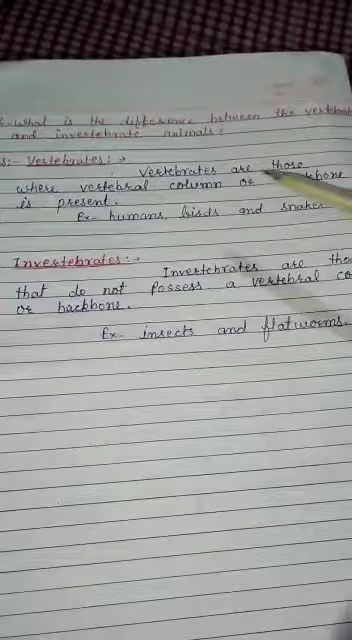 what is the difference between the vertebrate
and invertebrate animals?
Vertebrates:→
Vertebrates are those
where vertebral column or
is present.
Ex- humans, birds and snakes
Invertebrates:-
Invertebrates are
that do not possess a vertebral
or backbone.
Ex- insects and flatworms.